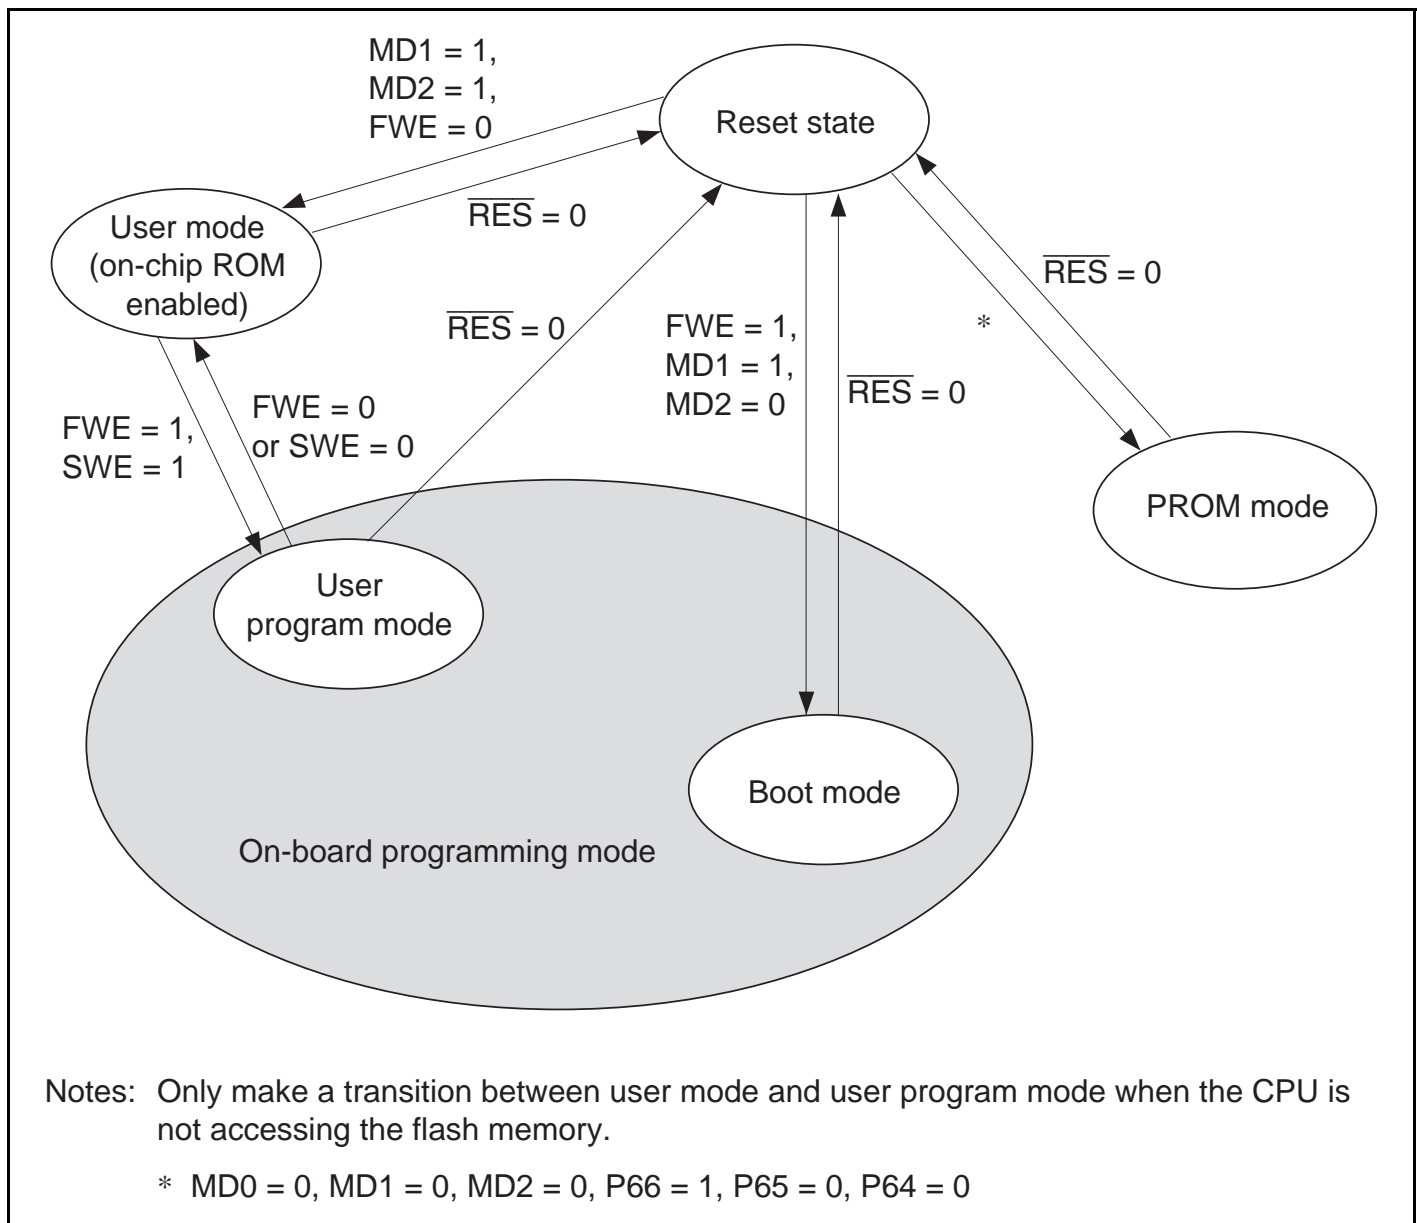 MD1 = 1,
MD2 = 1,
FWE = 0
Reset state
R̅E̅S̅ = 0
User mode
(on-chip ROM
enabled)
R̅E̅S̅ = 0
R̅E̅S̅ = 0
FWE = 1,
MD1 = 1,
MD2 = 0
*
R̅E̅S̅ = 0
FWE = 1,
SWE = 1
FWE = 0
or SWE = 0
PROM mode
User
program mode
Boot mode
On-board programming mode
Notes: Only make a transition between user mode and user program mode when the CPU is
not accessing the flash memory.
* MD0 = 0, MD1 = 0, MD2 = 0, P66 = 1, P65 = 0, P64 = 0